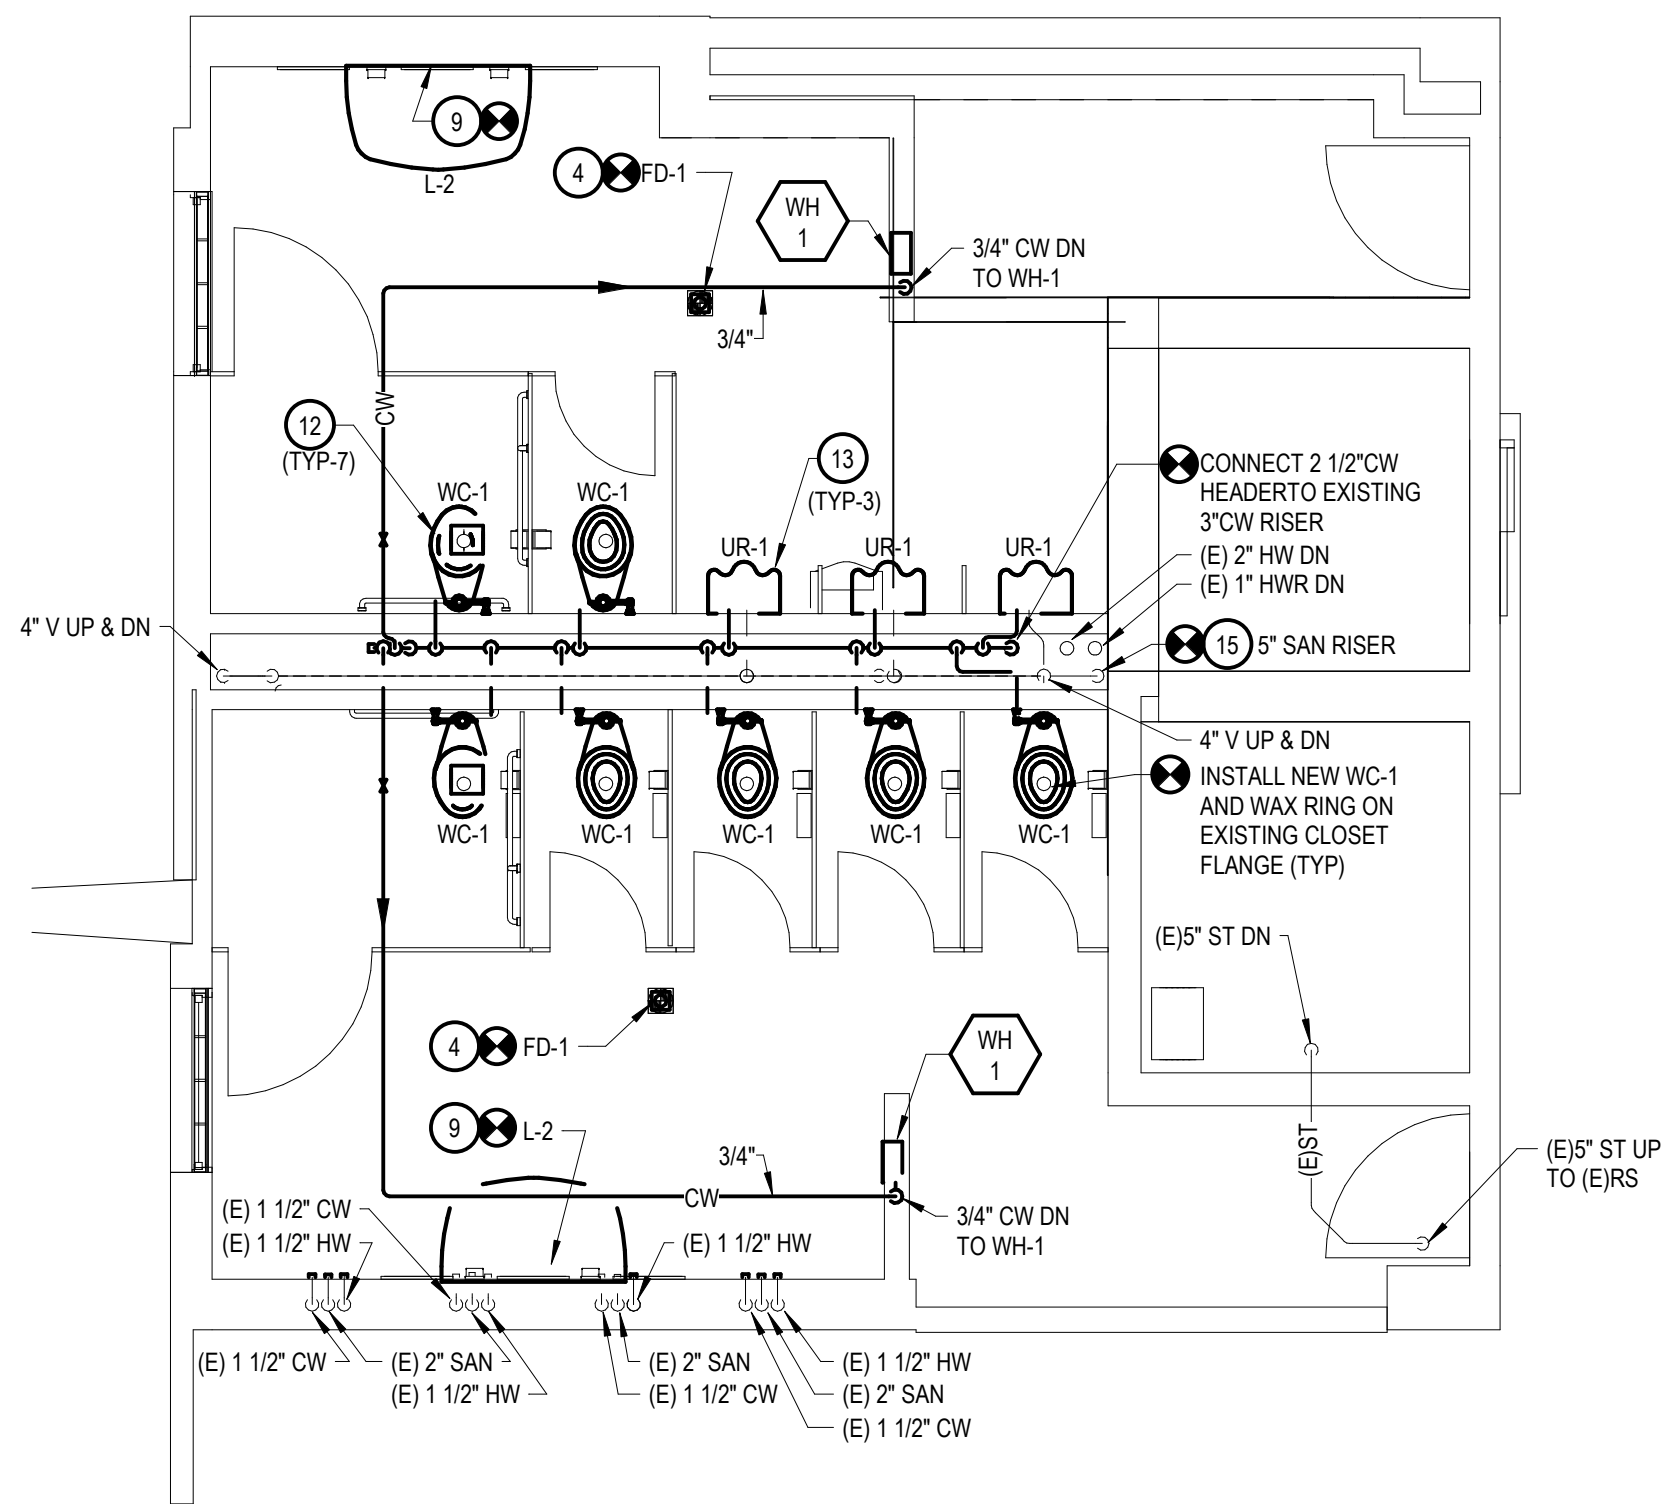 9
L-2
4
FD-1
WH
1
3/4" CW DN
TO WH-1
3/4"
CW
12
(TYP-7)
13
(TYP-3)
WC-1
WC-1
UR-1
UR-1
UR-1
CONNECT 2 1/2"CW
HEADERTO EXISTING
3"CW RISER
(E) 2" HW DN
(E) 1" HWR DN
4" V UP & DN
15
5" SAN RISER
4" V UP & DN
INSTALL NEW WC-1
AND WAX RING ON
EXISTING CLOSET
FLANGE (TYP)
WC-1
WC-1
WC-1
WC-1
WC-1
(E)5" ST DN
4
FD-1
WH
1
9
L-2
3/4"
CW
(E)ST
(E)5" ST UP
TO (E)RS
(E) 1 1/2" CW
(E) 1 1/2" HW
(E) 1 1/2" HW
3/4" CW DN
TO WH-1
(E) 1 1/2" CW
(E) 2" SAN
(E) 1 1/2" HW
(E) 2" SAN
(E) 1 1/2" CW
(E) 1 1/2" HW
(E) 2" SAN
(E) 1 1/2" CW